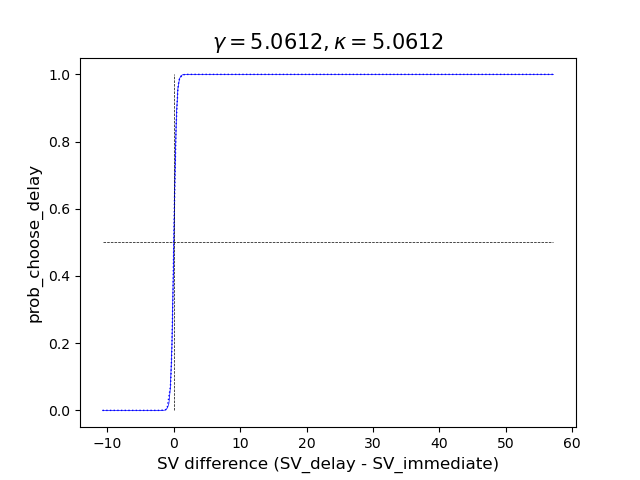 γ = 5.0612, κ = 5.0612
1.0
0.8
0.6
0.4
0.2
0.0
prob_choose_delay
−10 0 10 20 30 40 50 60
SV difference (SV_delay - SV_immediate)